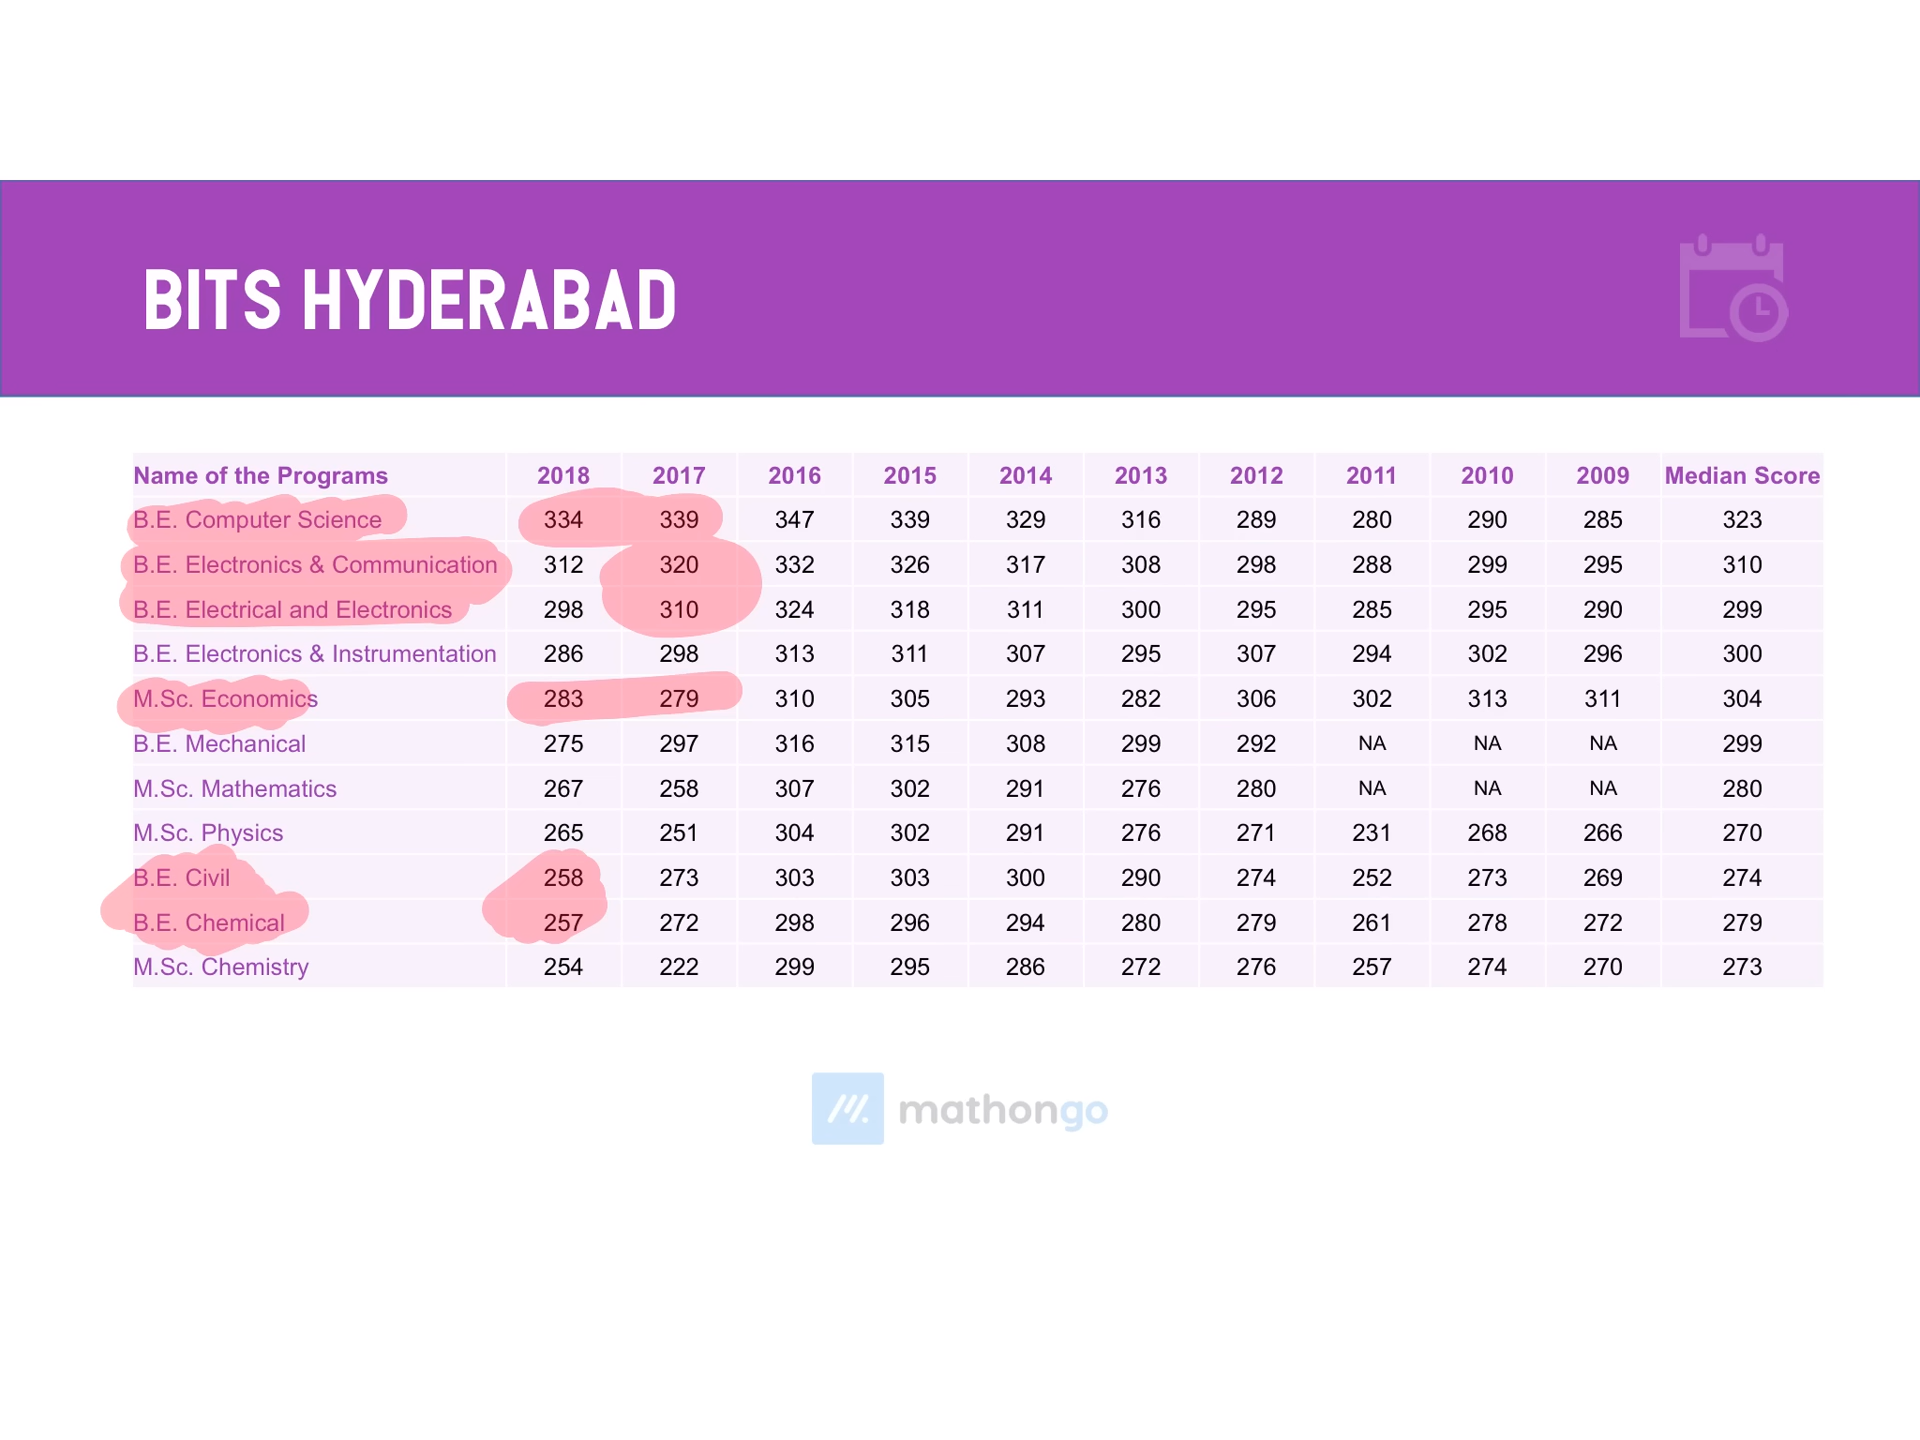 BITS HYDERABAD
Name of the Programs 2018 2017 2016 2015 2014 2013 2012 2011 2010 2009 Median Score
B.E. Computer Science 334 339 347 339 329 316 289 280 290 285 323
B.E. Electronics & Communication 312 320 332 326 317 308 298 288 299 295 310
B.E. Electrical and Electronics 298 310 324 318 311 300 295 285 295 290 299
B.E. Electronics & Instrumentation 286 298 313 311 307 295 307 294 302 296 300
M.Sc. Economics 283 279 310 305 293 282 306 302 313 311 304
B.E. Mechanical 275 297 316 315 308 299 292 NA NA NA 299
M.Sc. Mathematics 267 258 307 302 291 276 280 NA NA NA 280
M.Sc. Physics 265 251 304 302 291 276 271 231 268 266 270
B.E. Civil 258 273 303 303 300 290 274 252 273 269 274
B.E. Chemical 257 272 298 296 294 280 279 261 278 272 279
M.Sc. Chemistry 254 222 299 295 286 272 276 257 274 270 273
mathongo